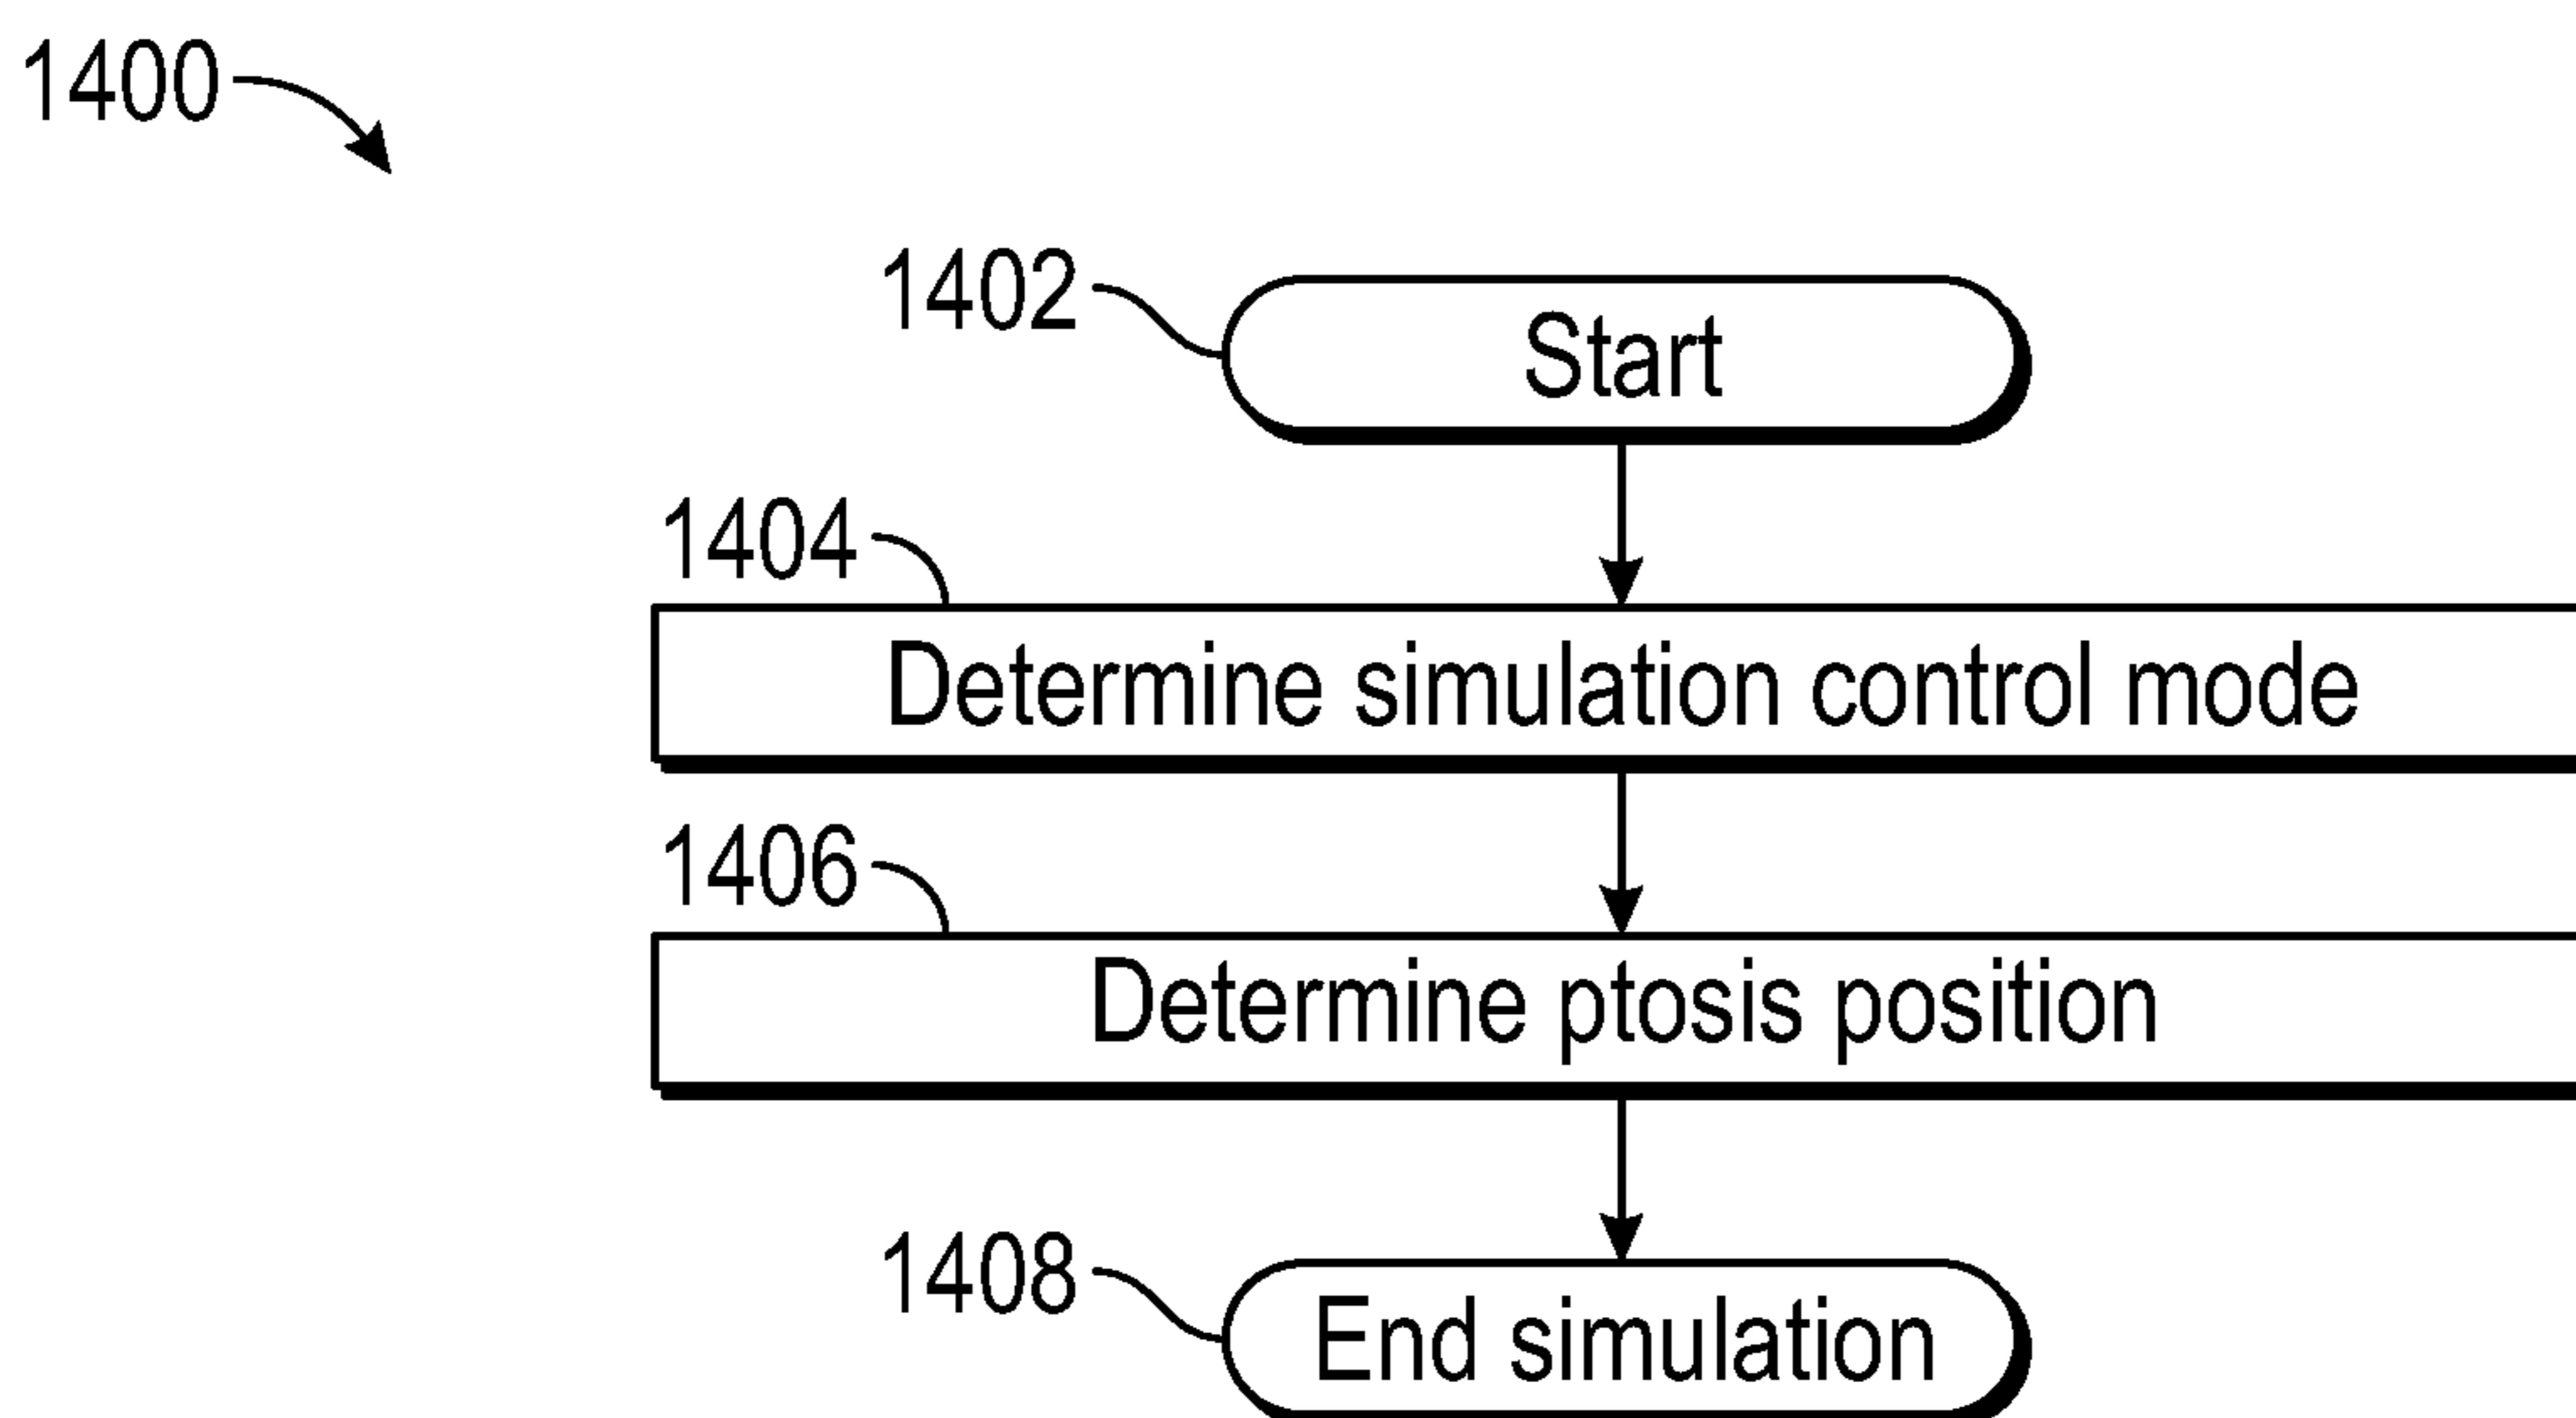 1400
1402
Start
1404
Determine simulation control mode
1406
Determine ptosis position
1408
End simulation